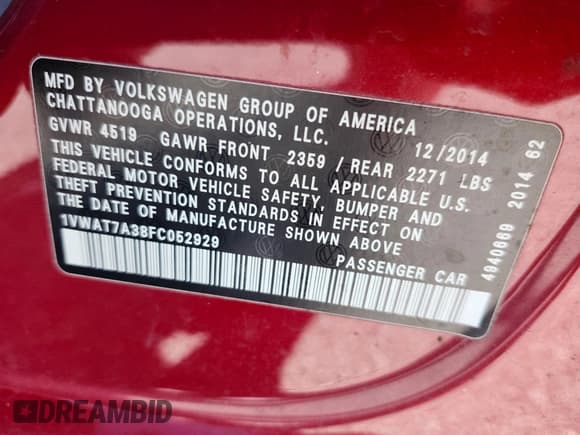 MFD BY VOLKSWAGEN GROUP OF AMERICA
CHATTANOOGA OPERATIONS, LLC. 12/2014
GVWR 4519 GAWR FRONT 2359 / REAR 2271 LBS
THIS VEHICLE CONFORMS TO ALL APPLICABLE U.S.
FEDERAL MOTOR VEHICLE SAFETY, BUMPER AND
THEFT PREVENTION STANDARDS IN EFFECT ON
THE DATE OF MANUFACTURE SHOWN ABOVE
1VWAT7A38FC052929
PASSENGER CAR
4940669 2014 62
DREAMBID